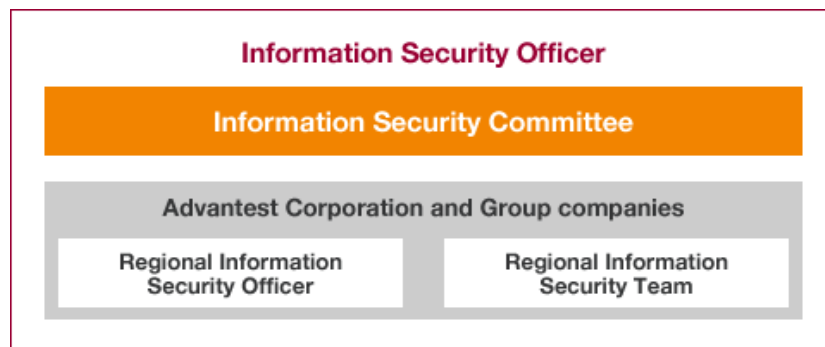 Information Security Officer
Information Security Committee
Advantest Corporation and Group companies
Regional Information
Security Officer
Regional Information
Security Team